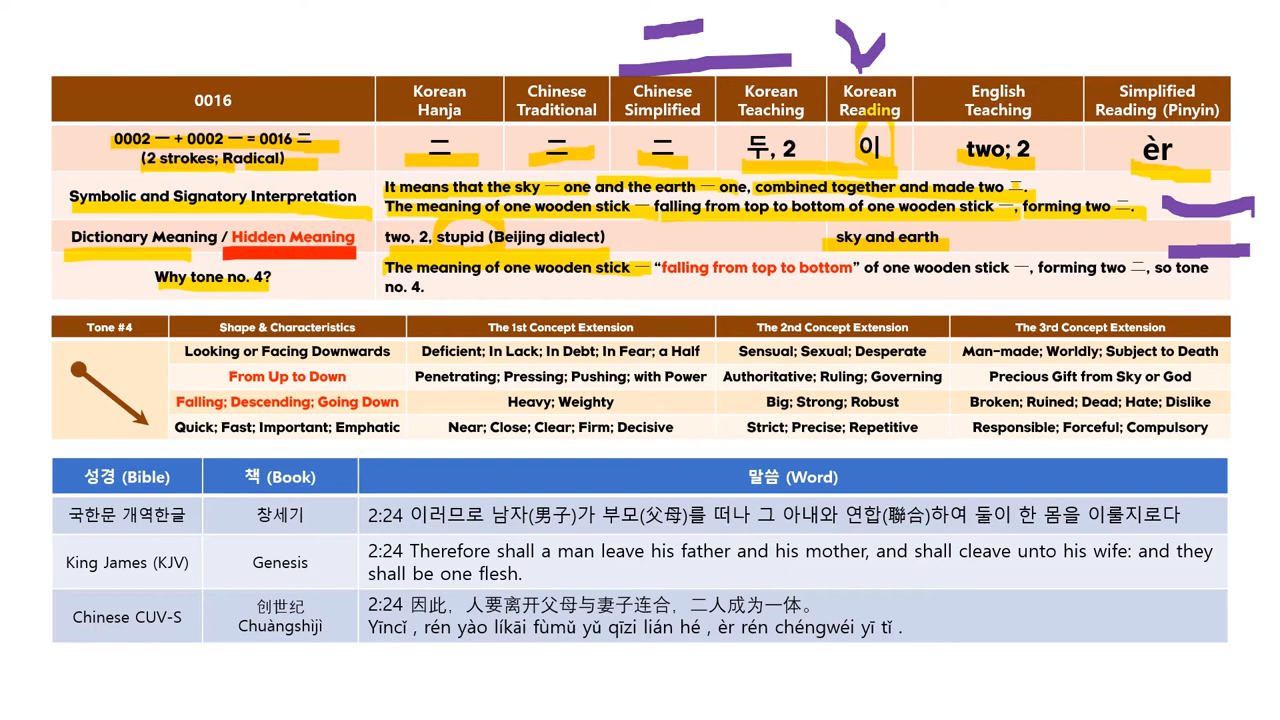 0016
Korean Hanja
Chinese Traditional
Chinese Simplified
Korean Teaching
Korean Reading
English Teaching
Simplified Reading (Pinyin)
0002 一 + 0002 一 = 0016 二
(2 strokes; Radical)
二
二
二
두, 2
이
two; 2
èr
Symbolic and Signatory Interpretation
It means that the sky 一 one and the earth 一 one, combined together and made two 二.
The meaning of one wooden stick 一 falling from top to bottom of one wooden stick 一, forming two 二.
Dictionary Meaning / Hidden Meaning
two, 2, stupid (Beijing dialect)
sky and earth
Why tone no. 4?
The meaning of one wooden stick 一 “falling from top to bottom” of one wooden stick 一, forming two 二, so tone
no. 4.
Tone #4
Shape & Characteristics
The 1st Concept Extension
The 2nd Concept Extension
The 3rd Concept Extension
Looking or Facing Downwards
Deficient; In Lack; In Debt; In Fear; a Half
Sensual; Sexual; Desperate
Man-made; Worldly; Subject to Death
From Up to Down
Penetrating; Pressing; Pushing; with Power
Authoritative; Ruling; Governing
Precious Gift from Sky or God
Falling; Descending; Going Down
Heavy; Weighty
Big; Strong; Robust
Broken; Ruined; Dead; Hate; Dislike
Quick; Fast; Important; Emphatic
Near; Close; Clear; Firm; Decisive
Strict; Precise; Repetitive
Responsible; Forceful; Compulsory
성경 (Bible)
책 (Book)
말씀 (Word)
국한문 개역한글
창세기
2:24 이러므로 남자(男子)가 부모(父母)를 떠나 그 아내와 연합(聯合)하여 둘이 한 몸을 이룰지로다
King James (KJV)
Genesis
2:24 Therefore shall a man leave his father and his mother, and shall cleave unto his wife: and they
shall be one flesh.
Chinese CUV-S
创世纪
Chuàngshìjì
2:24 因此，人要离开父母与妻子连合，二人成为一体。
Yīncǐ , rén yào líkāi fùmǔ yǔ qīzi lián hé , èr rén chéngwéi yī tǐ .